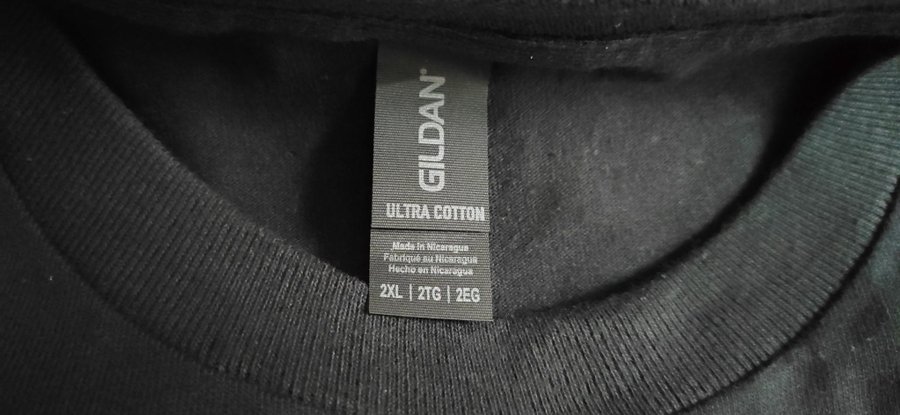 GILDAN®
ULTRA COTTON
Made in Nicaragua
Fabriqué au Nicaragua
Hecho en Nicaragua
2XL | 2TG | 2EG